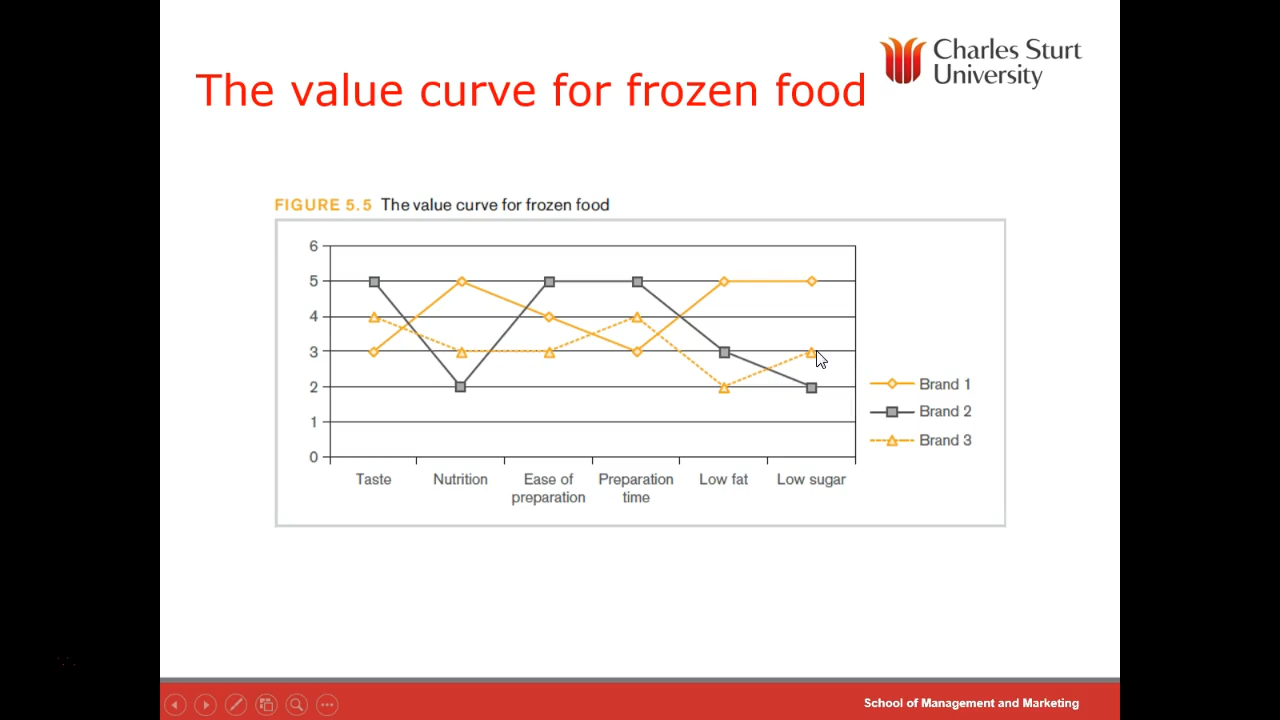 The value curve for frozen food
Charles Sturt
University
FIGURE 5.5 The value curve for frozen food
6
5
4
3
2
1
0
Taste
Nutrition
Ease of
preparation
Preparation
time
Low fat
Low sugar
Brand 1
Brand 2
Brand 3
School of Management and Marketing